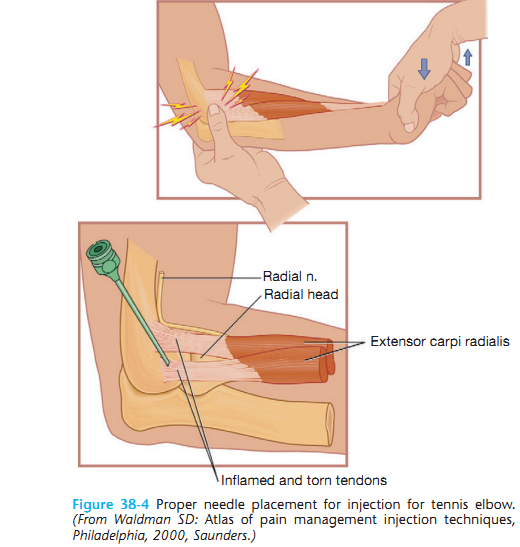 Radial n.
Radial head
Extensor carpi radialis
Inflamed and torn tendons
Figure 38-4 Proper needle placement for injection for tennis elbow.
(From Waldman SD: Atlas of pain management injection techniques,
Philadelphia, 2000, Saunders.)